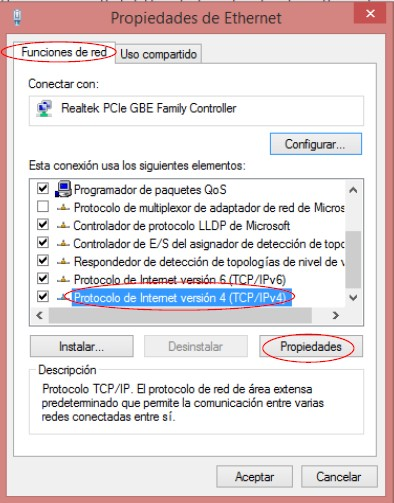 Propiedades de Ethernet
Funciones de red
Uso compartido
Conectar con:
Realtek PCIe GBE Family Controller
Configurar...
Esta conexión usa los siguientes elementos:
Programador de paquetes QoS
Protocolo de multiplexor de adaptador de red de Micros
Controlador de protocolo LLDP de Microsoft
Controlador de E/S del asignador de detección de topo
Respondedor de detección de topologías de nivel de v
Protocolo de Internet versión 6 (TCP/IPv6)
Protocolo de Internet versión 4 (TCP/IPv4)
Instalar...
Desinstalar
Propiedades
Descripción
Protocolo TCP/IP. El protocolo de red de área extensa
predeterminado que permite la comunicación entre varias
redes conectadas entre sí.
Aceptar
Cancelar